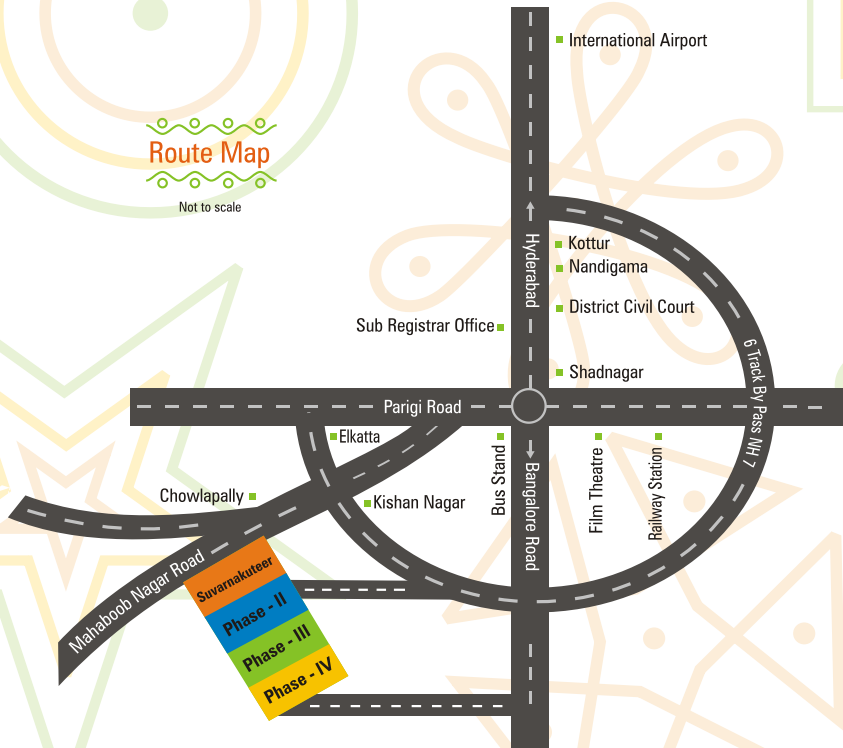 International Airport
Route Map
Not to scale
Hyderabad
Kottur
Nandigama
District Civil Court
Sub Registrar Office
Shadnagar
6 Track By Pass NH 7
Parigi Road
Elkatta
Chowlapally
Kishan Nagar
Bus Stand
Bangalore Road
Film Theatre
Railway Station
Mahaboob Nagar Road
Suvarnakuteer
Phase - II
Phase - III
Phase - IV